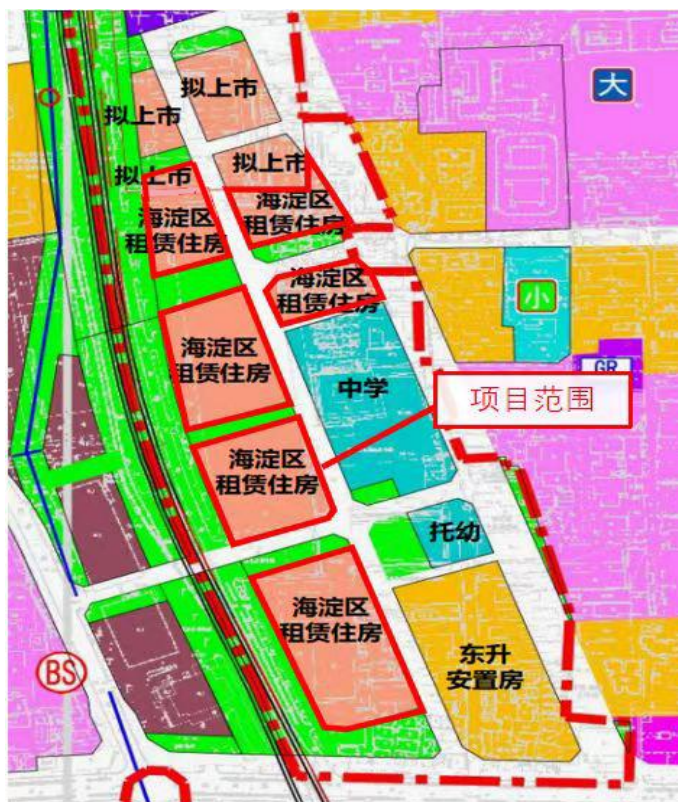 拟上市
大
拟上市
拟上市
拟上市
海淀区
租赁住房
海淀区
租赁住房
海淀区
租赁住房
小
海淀区
租赁住房
GR
中学
项目范围
海淀区
租赁住房
托幼
海淀区
租赁住房
东升
安置房
BS